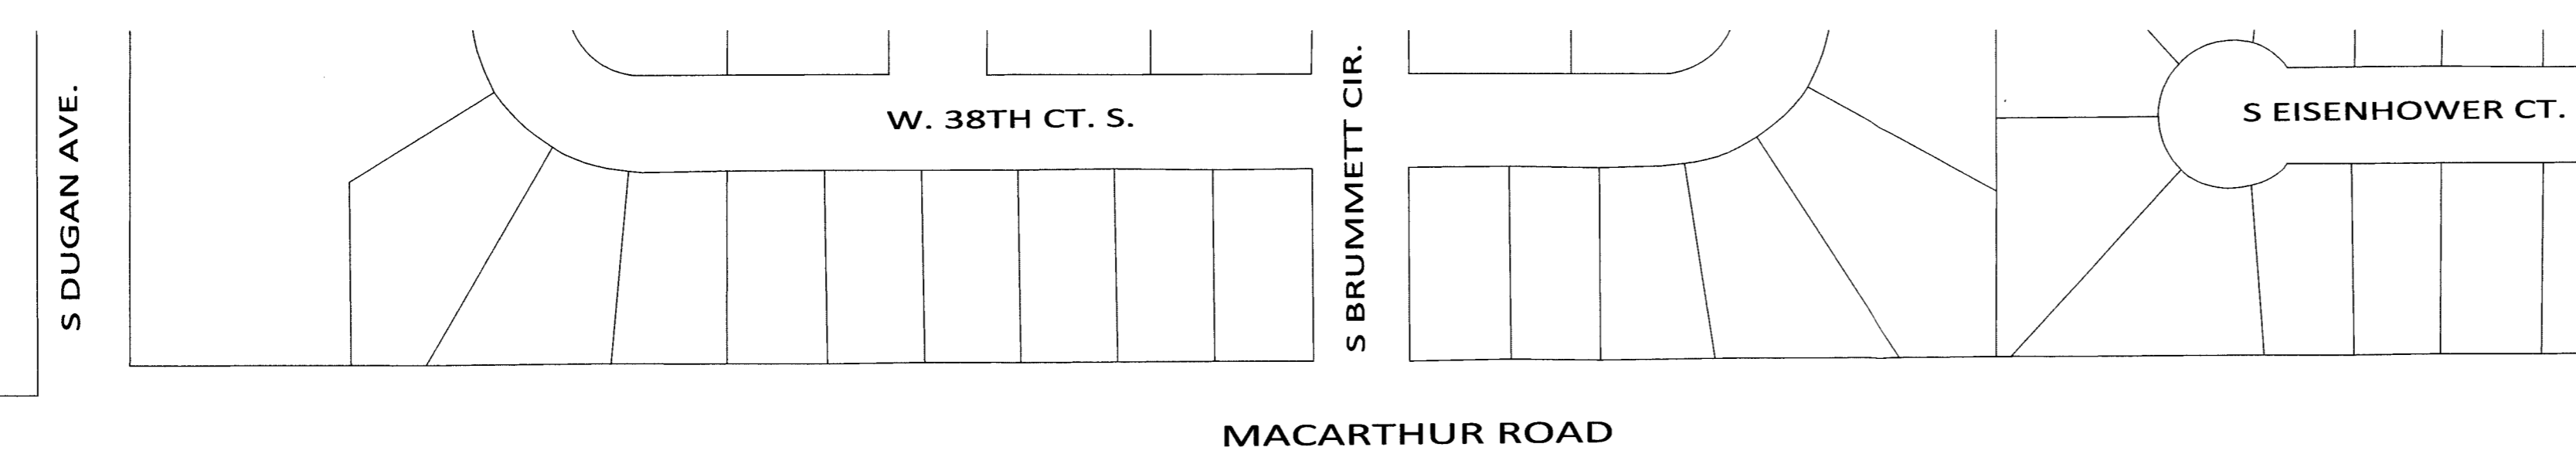 S DUGAN AVE.
W. 38TH CT. S.
S BRUMMETT CIR.
S EISENHOWER CT.
MACARTHUR ROAD